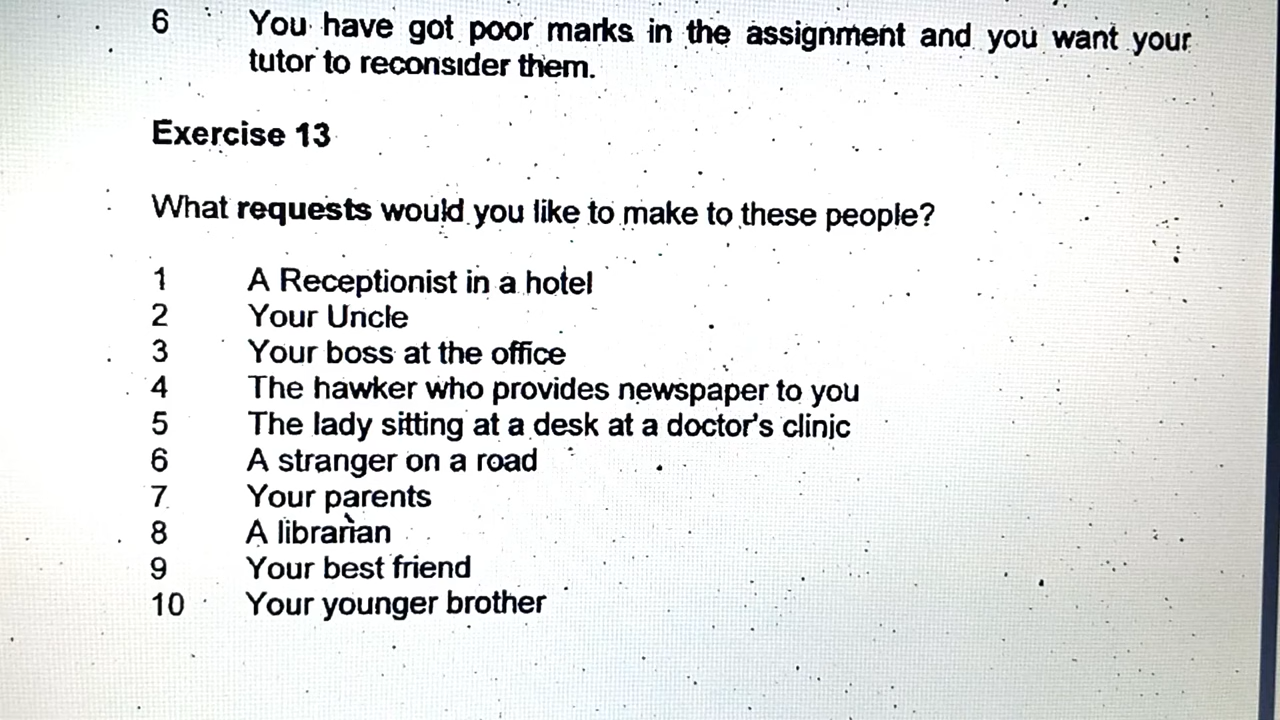 6 You have got poor marks in the assignment and you want your
tutor to reconsider them.
Exercise 13
What requests would you like to make to these people?
1 A Receptionist in a hotel
2 Your Uncle
3 Your boss at the office
4 The hawker who provides newspaper to you
5 The lady sitting at a desk at a doctor's clinic
6 A stranger on a road
7 Your parents
8 A librarian
9 Your best friend
10 Your younger brother